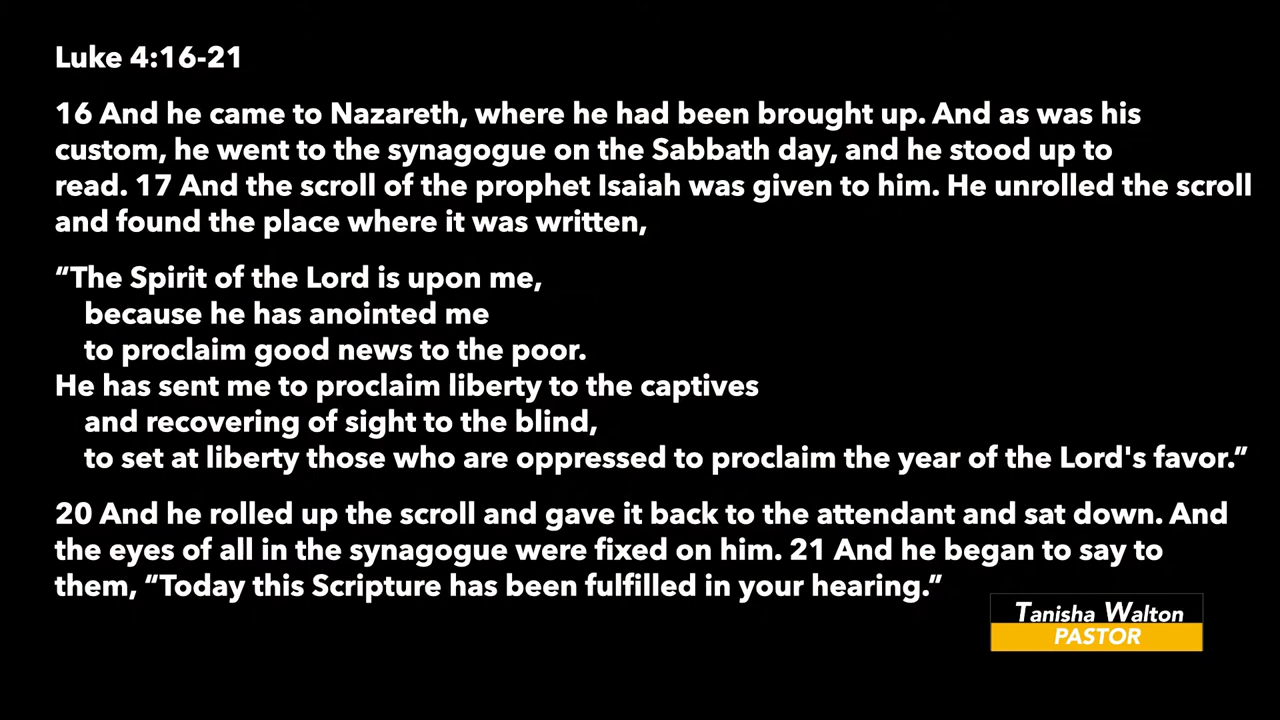 Luke 4:16-21
16 And he came to Nazareth, where he had been brought up. And as was his
custom, he went to the synagogue on the Sabbath day, and he stood up to
read. 17 And the scroll of the prophet Isaiah was given to him. He unrolled the scroll
and found the place where it was written,
“The Spirit of the Lord is upon me,
because he has anointed me
to proclaim good news to the poor.
He has sent me to proclaim liberty to the captives
and recovering of sight to the blind,
to set at liberty those who are oppressed to proclaim the year of the Lord's favor.”
20 And he rolled up the scroll and gave it back to the attendant and sat down. And
the eyes of all in the synagogue were fixed on him. 21 And he began to say to
them, “Today this Scripture has been fulfilled in your hearing.”
Tanisha Walton
PASTOR